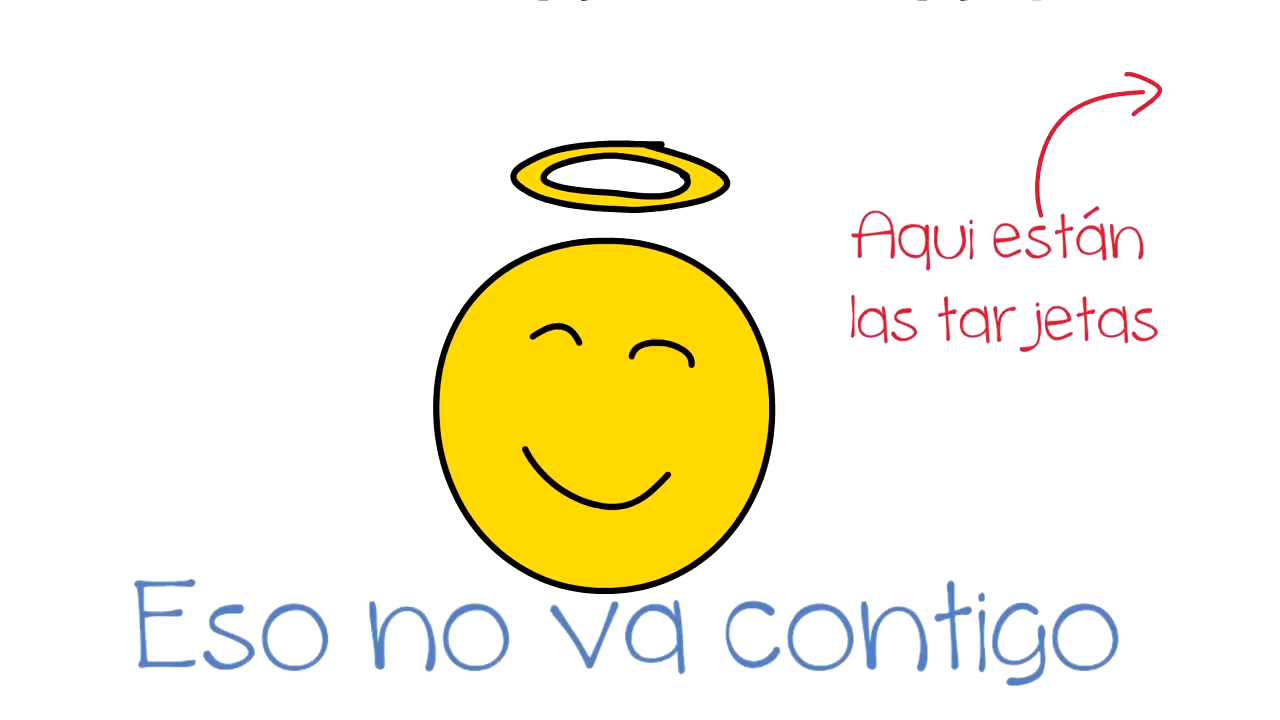 Aqui están
las tarjetas
Eso no va contigo